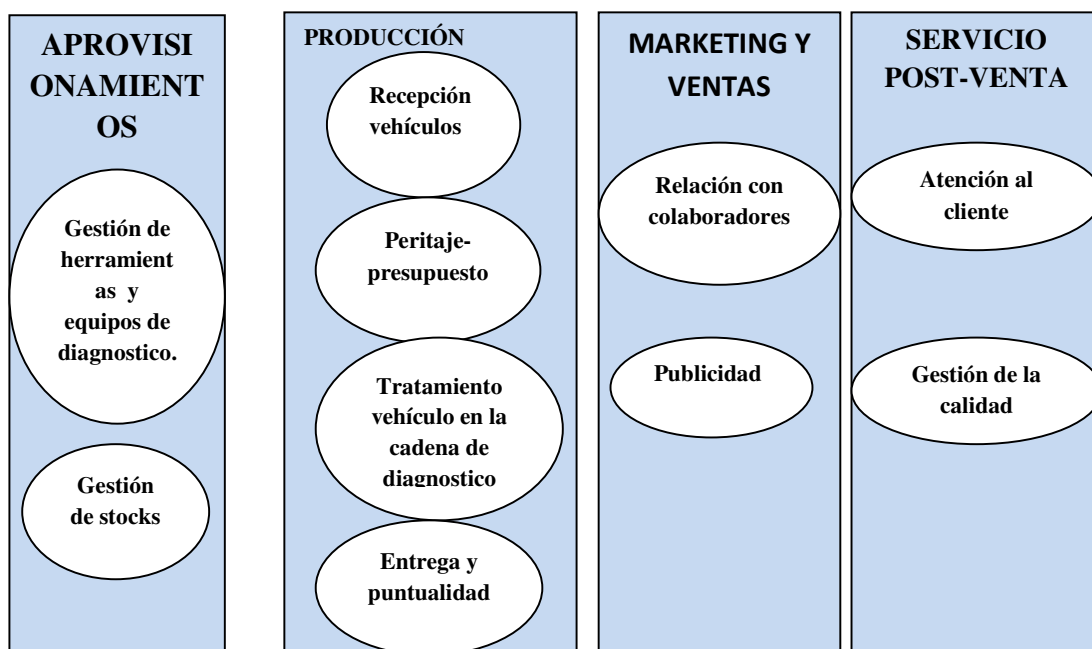 APROVISI
ONAMIENT
OS
Gestión de
herramient
as y
equipos de
diagnostico.
Gestión
de stocks
PRODUCCIÓN
Recepción
vehículos
Peritaje-
presupuesto
Tratamiento
vehículo en la
cadena de
diagnostico
Entrega y
puntualidad
MARKETING Y
VENTAS
Relación con
colaboradores
Publicidad
SERVICIO
POST-VENTA
Atención al
cliente
Gestión de la
calidad